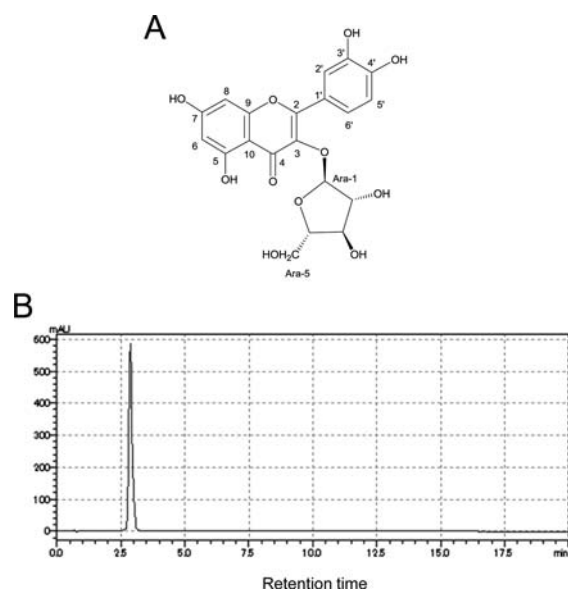 A
OH
3'
OH
2'
4'
HO
8
O
9
2
1'
5'
7
6'
6
10
3
O
5
4
Ara-1
OH
O
O
OH
HOH2C
OH
Ara-5
B
mAU
600
500
400
300
200
100
0
0.0 2.5 5.0 7.5 10.0 12.5 15.0 17.5 min
Retention time